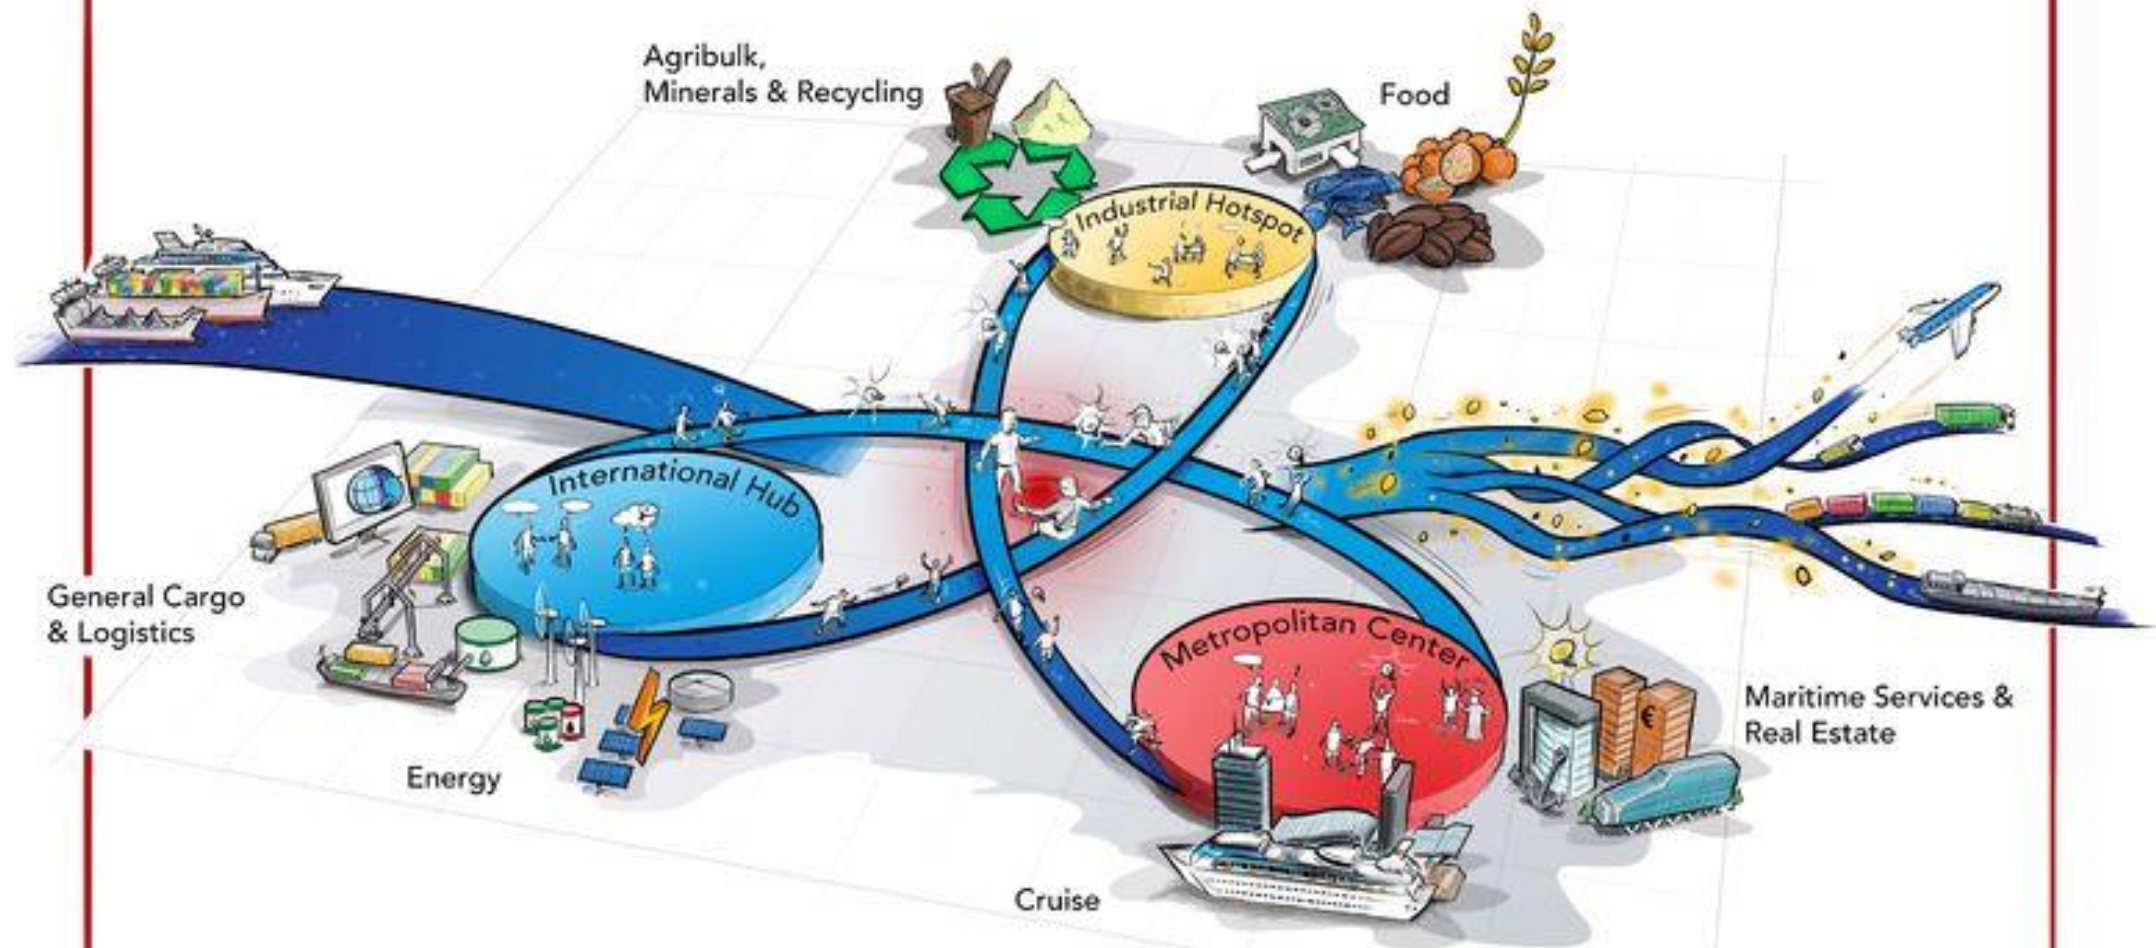 Agribulk,
Minerals & Recycling
Food
Industrial Hotspot
International Hub
General Cargo
& Logistics
Metropolitan Center
€
Maritime Services &
Real Estate
Energy
Cruise